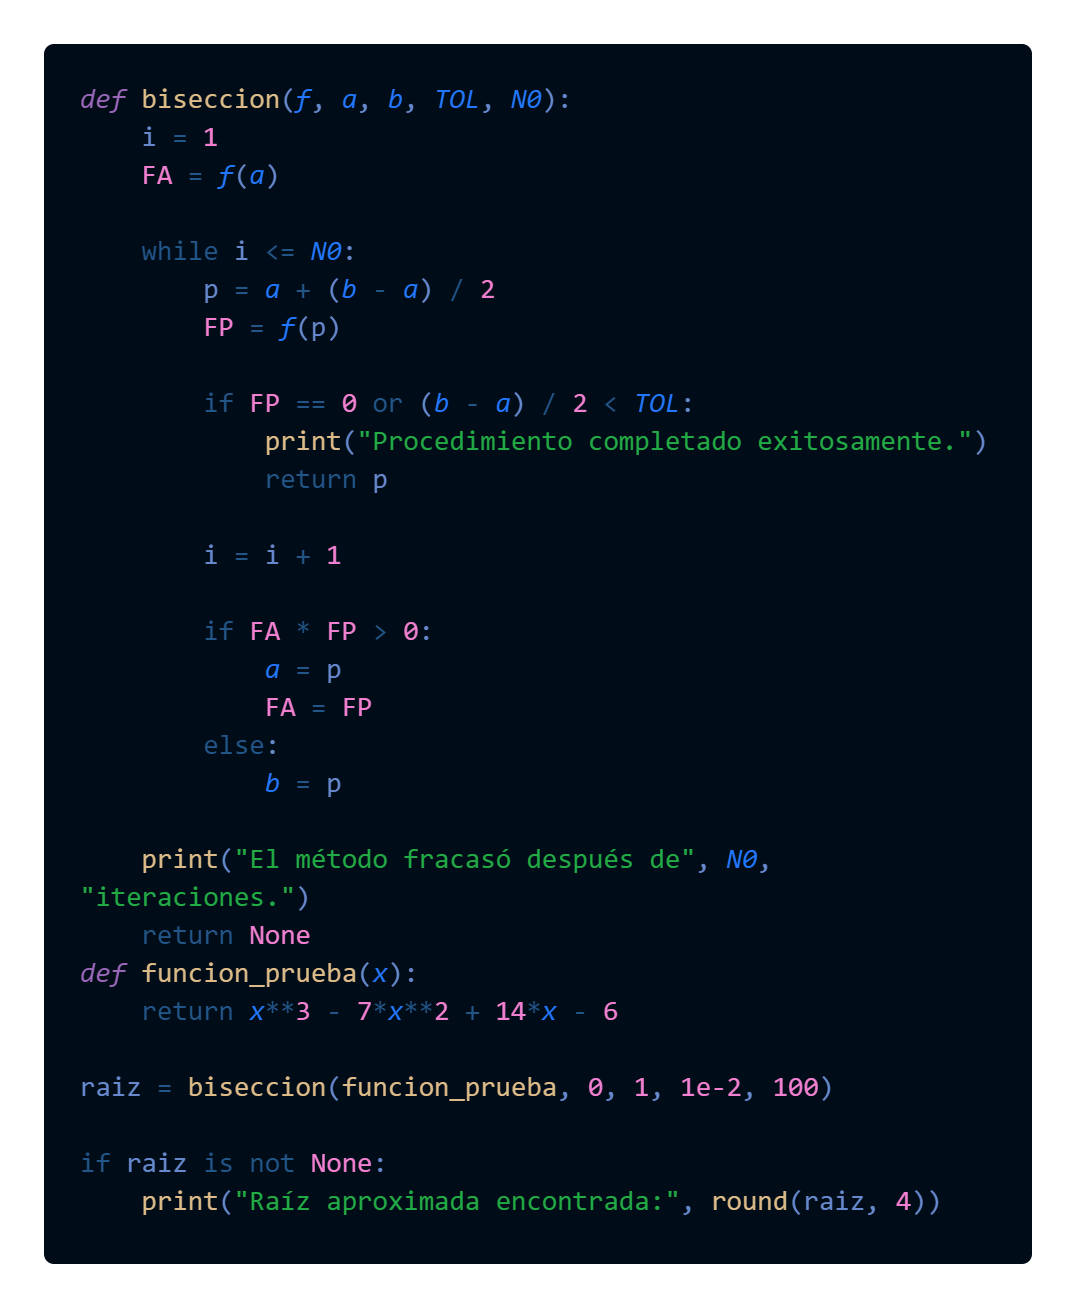 def biseccion(f, a, b, TOL, N0):
    i = 1
    FA = f(a)

    while i <= N0:
        p = a + (b - a) / 2
        FP = f(p)

        if FP == 0 or (b - a) / 2 < TOL:
            print("Procedimiento completado exitosamente.")
            return p

        i = i + 1

        if FA * FP > 0:
            a = p
            FA = FP
        else:
            b = p

    print("El método fracasó después de", N0,
"iteraciones.")
    return None
def funcion_prueba(x):
    return x**3 - 7*x**2 + 14*x - 6

raiz = biseccion(funcion_prueba, 0, 1, 1e-2, 100)

if raiz is not None:
    print("Raíz aproximada encontrada:", round(raiz, 4))